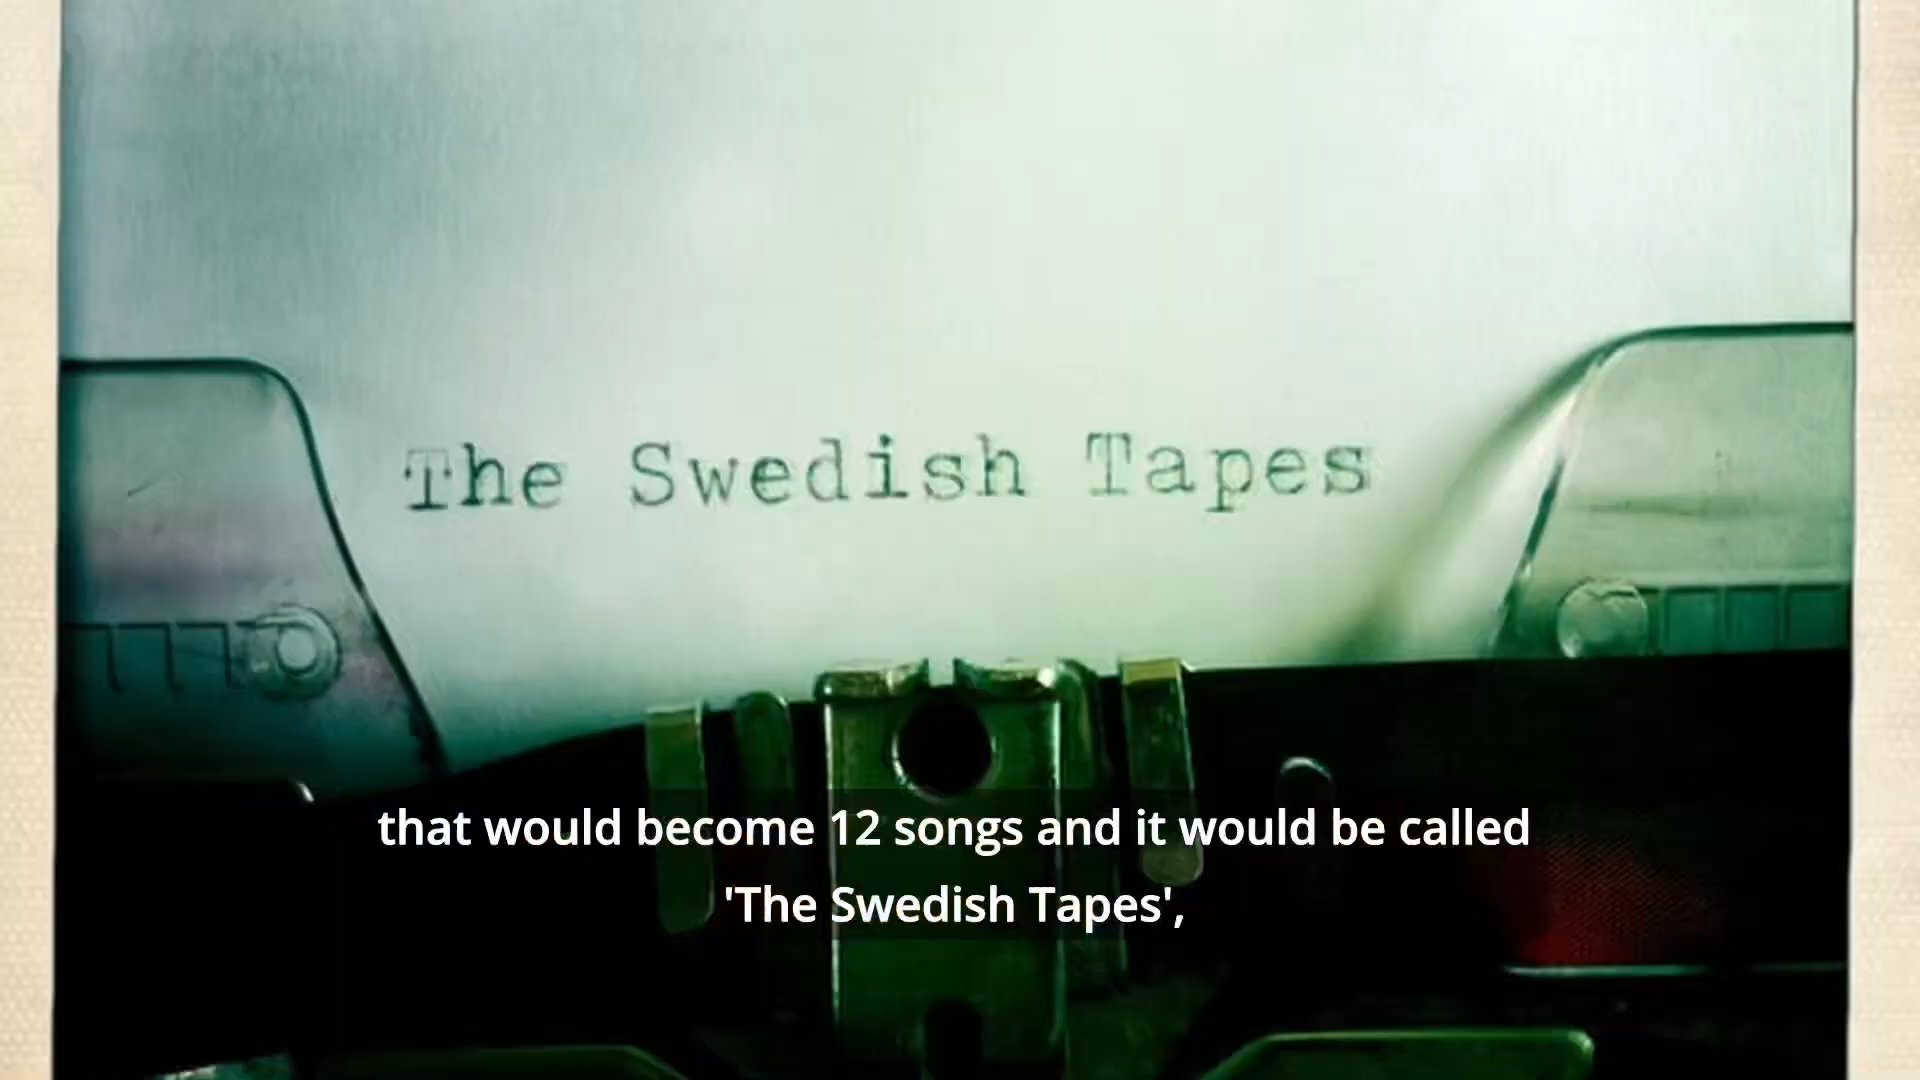 The Swedish Tapes
that would become 12 songs and it would be called
'The Swedish Tapes',